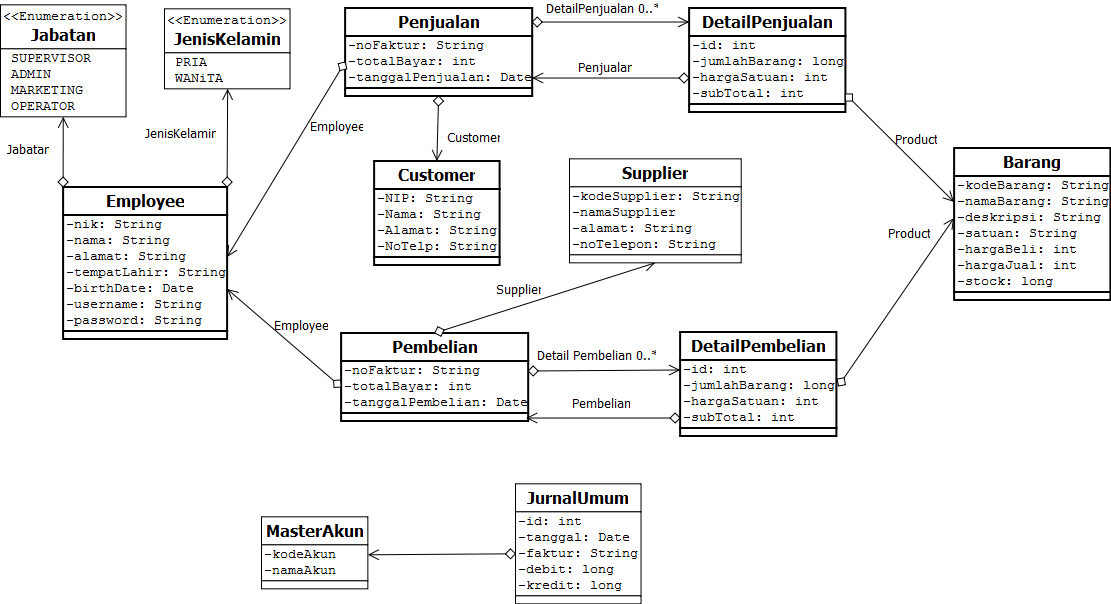 <<Enumeration>>
Jabatan
SUPERVISOR
ADMIN
MARKETING
OPERATOR
<<Enumeration>>
JenisKelamin
PRIA
WANiTA
Penjualan
-noFaktur: String
-totalBayar: int
-tanggalPenjualan: Date
DetailPenjualan 0..*
Penjualar
DetailPenjualan
-id: int
-jumlahBarang: long
-hargaSatuan: int
-subTotal: int
Jabatar
JenisKelamir
Employee
Customer
Product
Employee
-nik: String
-nama: String
-alamat: String
-tempatLahir: String
-birthDate: Date
-username: String
-password: String
Customer
-NIP: String
-Nama: String
-Alamat: String
-NoTelp: String
Supplier
-kodeSupplier: String
-namaSupplier
-alamat: String
-noTelepon: String
Barang
-kodeBarang: String
-namaBarang: String
-deskripsi: String
-satuan: String
-hargaBeli: int
-hargaJual: int
-stock: long
Product
Supplier
Employee
Pembelian
-noFaktur: String
-totalBayar: int
-tanggalPembelian: Date
Detail Pembelian 0..*
Pembelian
DetailPembelian
-id: int
-jumlahBarang: long
-hargaSatuan: int
-subTotal: int
MasterAkun
-kodeAkun
-namaAkun
JurnalUmum
-id: int
-tanggal: Date
-faktur: String
-debit: long
-kredit: long